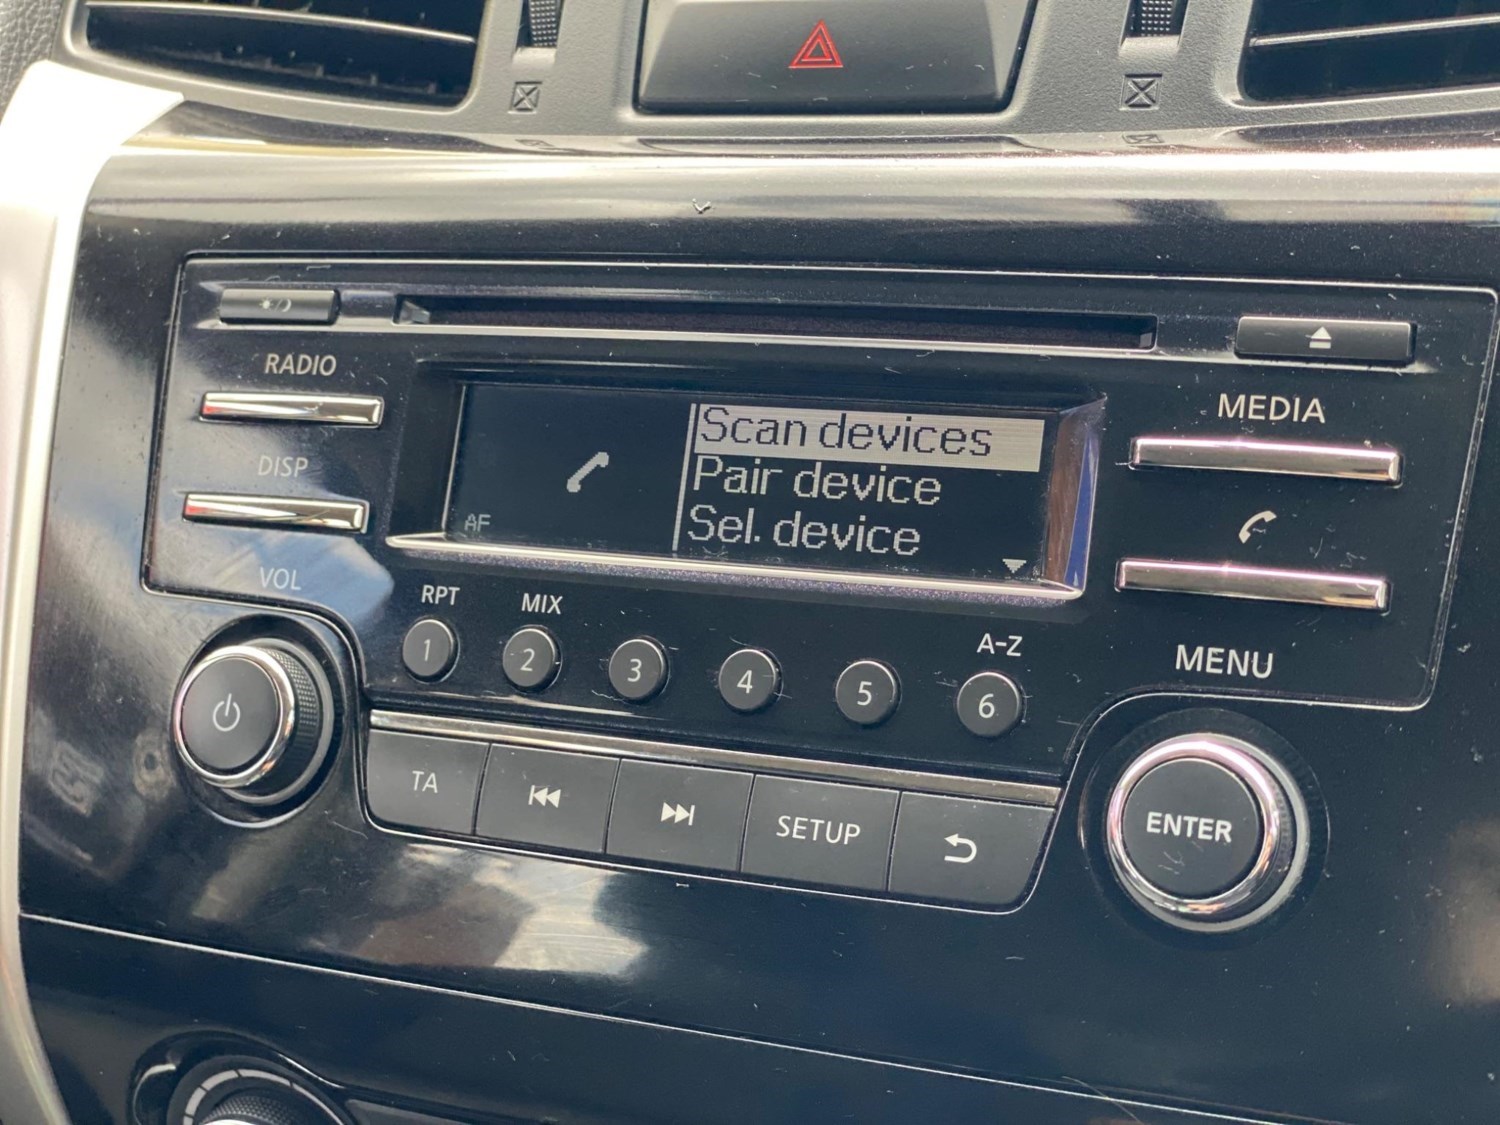 RADIO
DISP
VOL
AF
Scan devices
Pair device
Sel. device
MEDIA
MENU
RPT
MIX
A-Z
1
2
3
4
5
6
TA
SETUP
ENTER